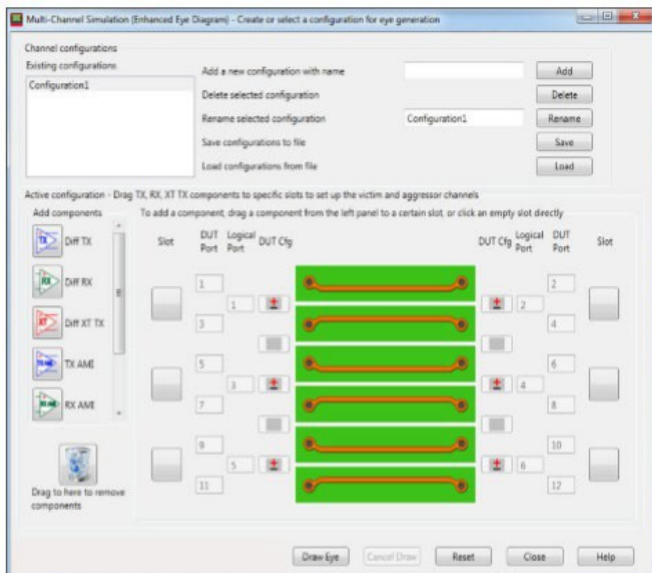 Multi-Channel Simulation (Enhanced Eye Diagram) - Create or select a configuration for eye generation
Channel configurations
Existing configurations
Configuration1
Add a new configuration with name
Add
Delete selected configuration
Delete
Rename selected configuration
Configuration1
Rename
Save configurations to file
Save
Load configurations from file
Load
Active configuration - Drag TX, RX, XT TX components to specific slots to set up the victim and aggressor channels
Add components
To add a component, drag a component from the left panel to a certain slot, or click an empty slot directly
Slot
DUT Port
Logical Port
DUT Cfg
DUT Cfg
Logical Port
DUT Port
Slot
TX
Diff TX
RX
Diff RX
XT
Diff XT TX
TX AMI
TX AMI
RX AMI
RX AMI
Drag to here to remove
components
1
2
1
±
±
2
3
4
5
6
3
±
±
4
7
8
9
10
5
±
±
6
11
12
Draw Eye
Cancel Draw
Reset
Close
Help